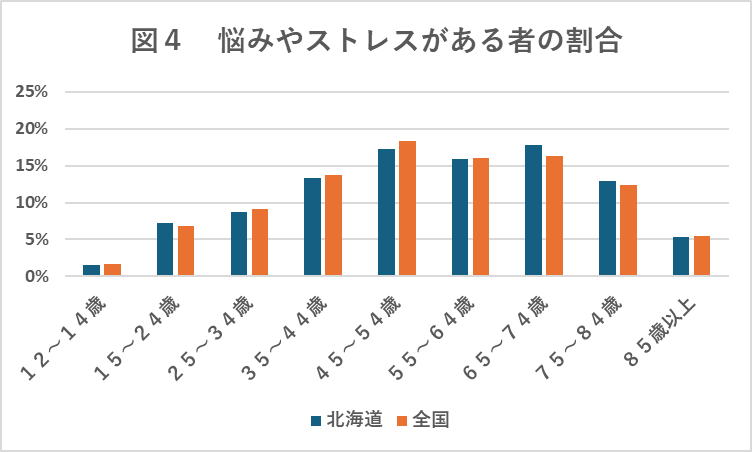 図４　悩みやストレスがある者の割合
25%
20%
15%
10%
5%
0%
１２～１４歳
１５～２４歳
２５～３４歳
３５～４４歳
４５～５４歳
５５～６４歳
６５～７４歳
７５～８４歳
８５歳以上
北海道
全国